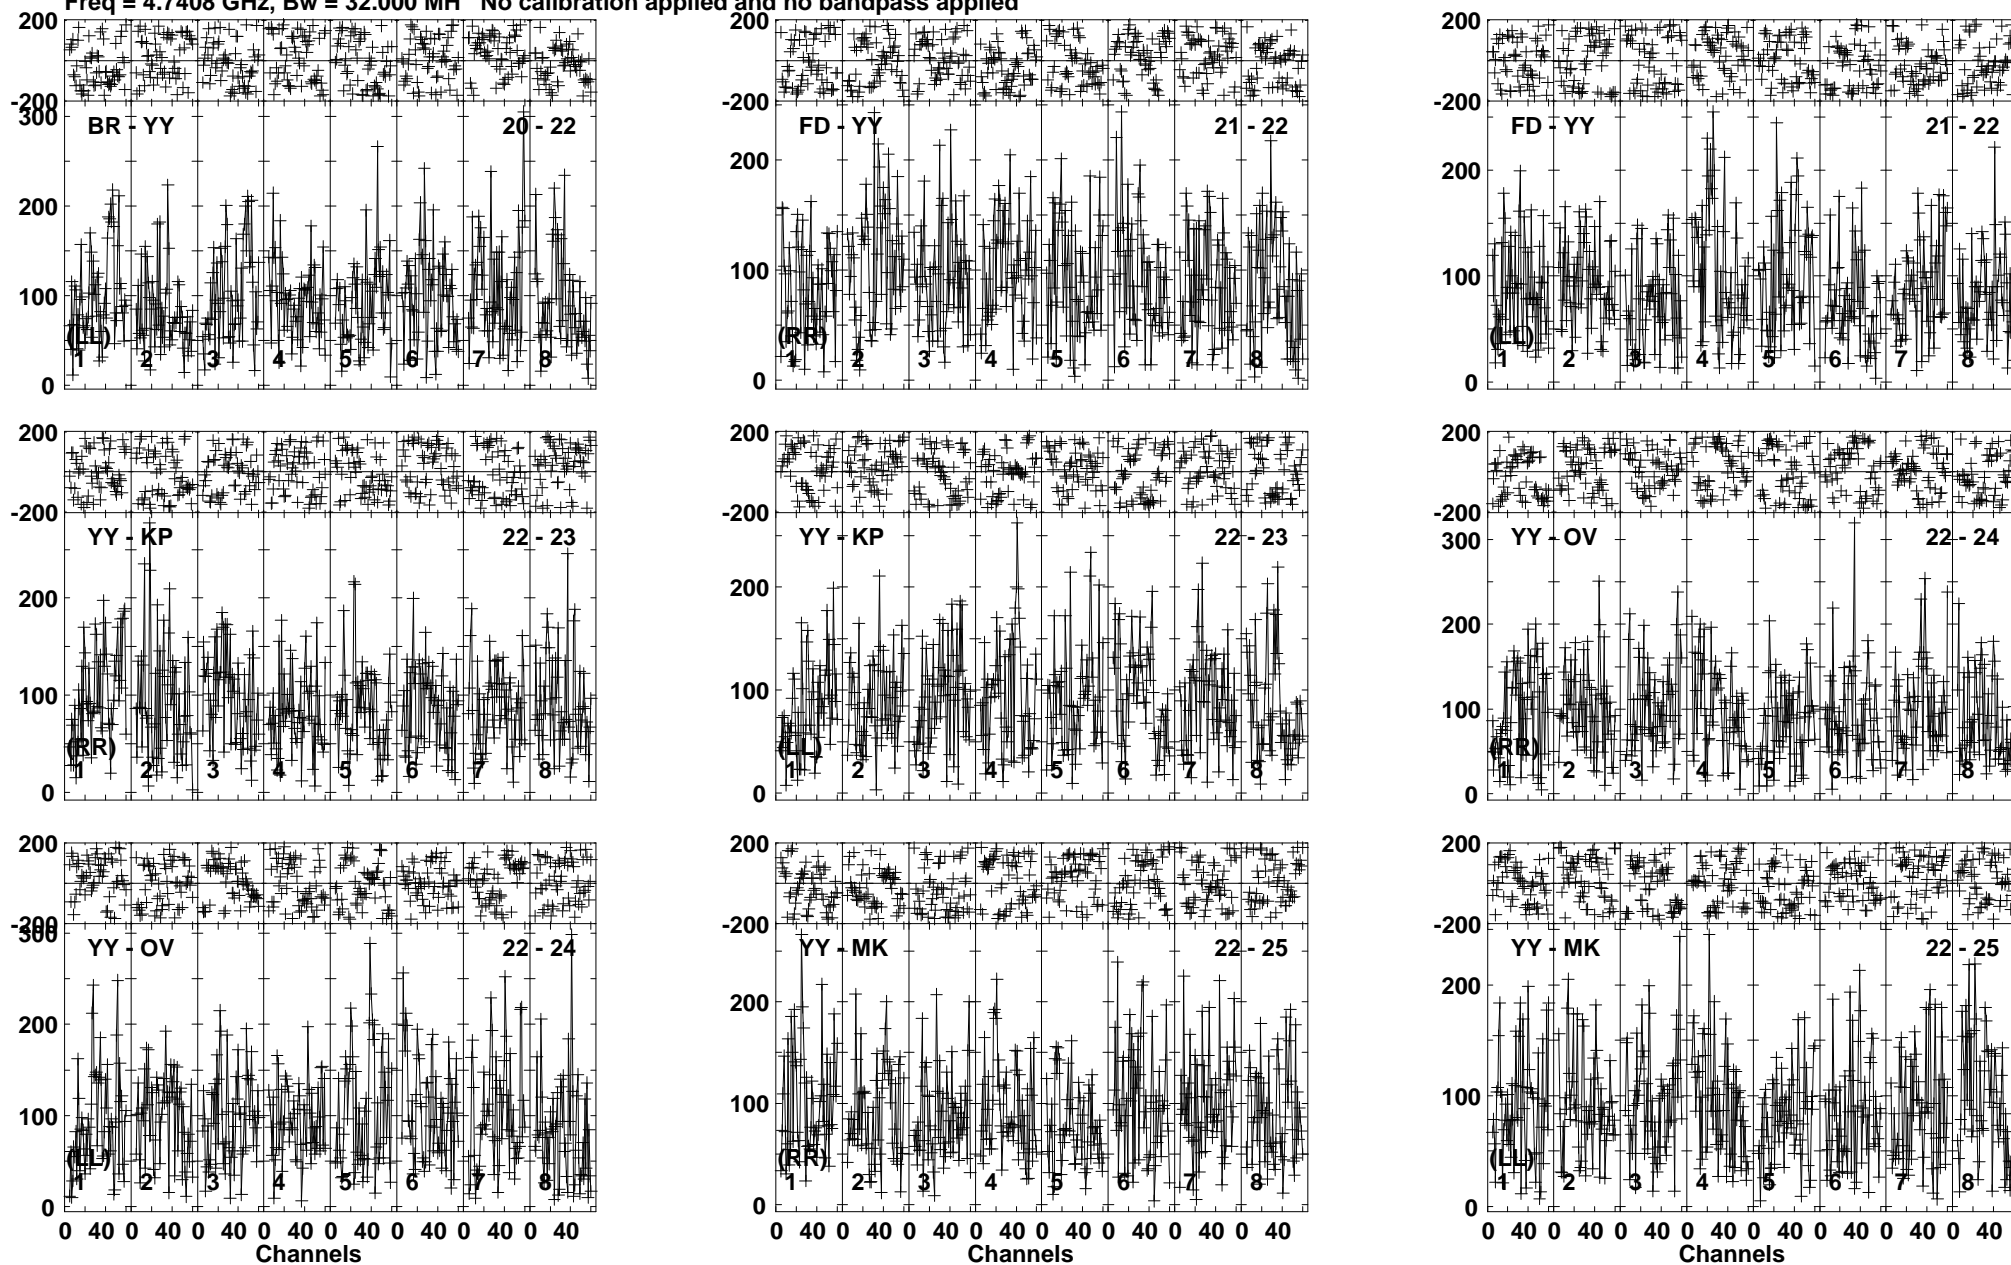 Freq = 4.7408 GHz, Bw = 32.000 MH No calibration applied and no bandpass applied
200 200 200
-200 -200 -200
BR - YY 20 - 22 FD - YY 21 - 22 FD - YY 21 - 22
300
200 200 200
100 100 100
(LL) (RR) (LL)
1 2 3 4 5 6 7 8 1 2 3 4 5 6 7 8 1 2 3 4 5 6 7 8
0 0 0
200 200 200
-200 -200 -200
YY - KP 22 - 23 YY - KP 22 - 23 YY - OV 22 - 24
300
200 200 200
100 100 100
(RR) (LL) (RR)
1 2 3 4 5 6 7 8 1 2 3 4 5 6 7 8 1 2 3 4 5 6 7 8
0 0 0
200 200 200
-200 -200 -200
300
YY - OV 22 - 24 YY - MK 22 - 25 YY - MK 22 - 25
200 200 200
100 100 100
(LL) (RR) (LL)
1 2 3 4 5 6 7 8 1 2 3 4 5 6 7 8 1 2 3 4 5 6 7 8
0 0 0
0 40 0 40 0 40 0 40 0 40 0 40 0 40 0 40 0 40 0 40 0 40 0 40 0 40 0 40 0 40 0 40 0 40 0 40 0 40 0 40 0 40 0 40 0 40 0 40
Channels Channels Channels